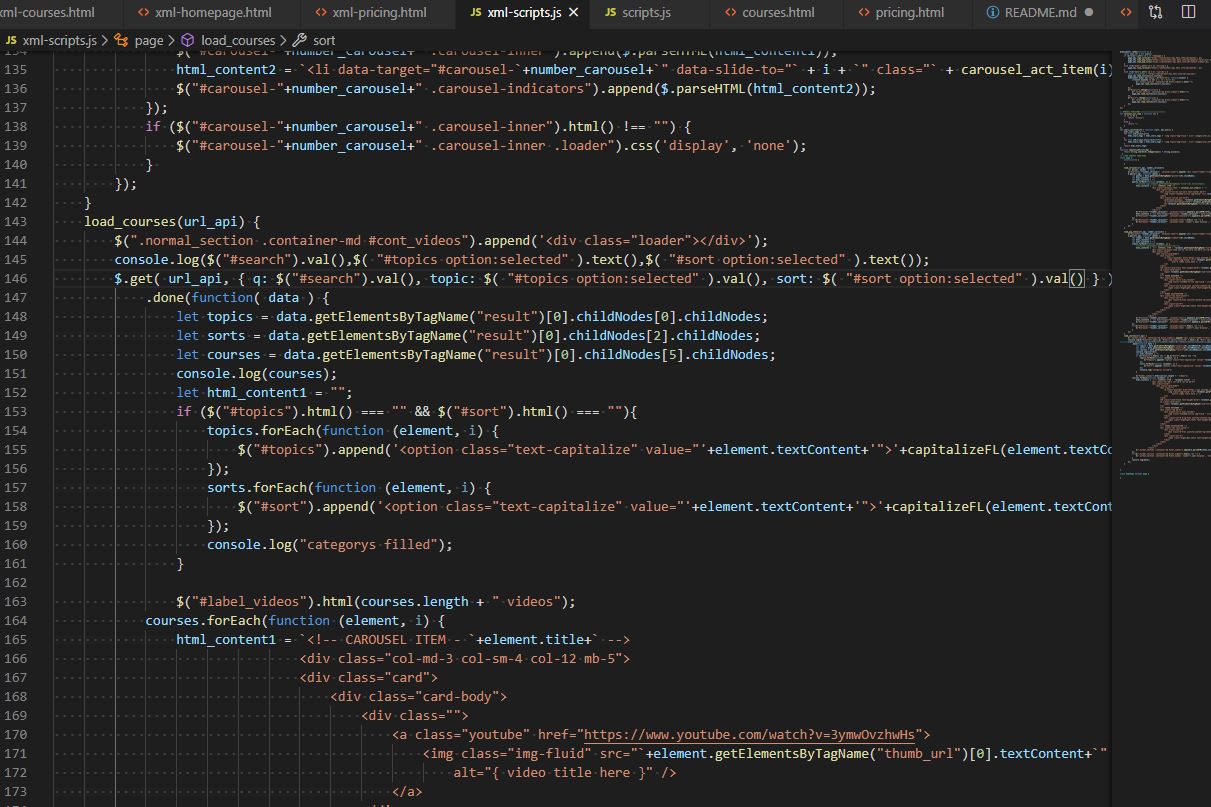 xml-courses.html xml-homepage.html xml-pricing.html JS xml-scripts.js JS scripts.js courses.html pricing.html README.md
JS xml-scripts.js > page > load_courses > sort
$("#carousel-"+number_carousel+" .carousel-inner").append($.parseHTML(html_content1));
135 html_content2 = `<li data-target="#carousel-`+number_carousel+`" data-slide-to="` + i + `" class="` + carousel_act_item(i)
136 $("#carousel-"+number_carousel+" .carousel-indicators").append($.parseHTML(html_content2));
137 });
138 if ($("#carousel-"+number_carousel+" .carousel-inner").html() !== "") {
139 $("#carousel-"+number_carousel+" .carousel-inner .loader").css('display', 'none');
140 }
141 });
142 }
143 load_courses(url_api) {
144 $(".normal_section .container-md #cont_videos").append('<div class="loader"></div>');
145 console.log($("#search").val(),$( "#topics option:selected" ).text(),$( "#sort option:selected" ).text());
146 $.get( url_api, { q: $("#search").val(), topic: $( "#topics option:selected" ).val(), sort: $( "#sort option:selected" ).val() } )
147 .done(function( data ) {
148 let topics = data.getElementsByTagName("result")[0].childNodes[0].childNodes;
149 let sorts = data.getElementsByTagName("result")[0].childNodes[2].childNodes;
150 let courses = data.getElementsByTagName("result")[0].childNodes[5].childNodes;
151 console.log(courses);
152 let html_content1 = "";
153 if ($("#topics").html() === "" && $("#sort").html() === ""){
154 topics.forEach(function (element, i) {
155 $("#topics").append('<option class="text-capitalize" value="'+element.textContent+'">'+capitalizeFL(element.textCo
156 });
157 sorts.forEach(function (element, i) {
158 $("#sort").append('<option class="text-capitalize" value="'+element.textContent+'">'+capitalizeFL(element.textCont
159 });
160 console.log("categorys filled");
161 }
162
163 $("#label_videos").html(courses.length + " videos");
164 courses.forEach(function (element, i) {
165 html_content1 = `<!-- CAROUSEL ITEM - `+element.title+` -->
166 <div class="col-md-3 col-sm-4 col-12 mb-5">
167 <div class="card">
168 <div class="card-body">
169 <div class="">
170 <a class="youtube" href="https://www.youtube.com/watch?v=3ymwOvzhwHs">
171 <img class="img-fluid" src="`+element.getElementsByTagName("thumb_url")[0].textContent+`"
172 alt="{ video title here }" />
173 </a>